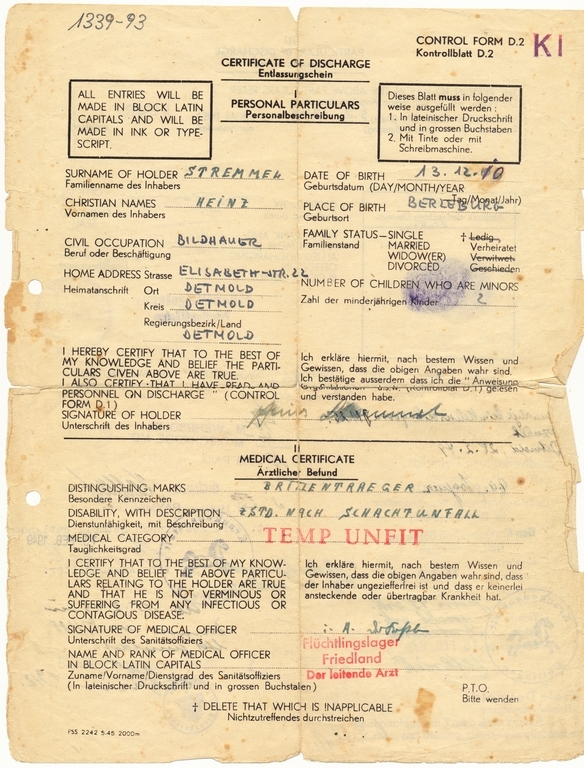 1339-93
CONTROL FORM D.2
Kontrollblatt D.2
KI
CERTIFICATE OF DISCHARGE
Entlassungschein
ALL ENTRIES WILL BE
MADE IN BLOCK LATIN
CAPITALS AND WILL BE
MADE IN INK OR TYPE-
SCRIPT.
I
PERSONAL PARTICULARS
Personalbeschreibung
Dieses Blatt muss in folgender
weise ausgefüllt werden :
1. In lateinischer Druckschrift
und in grossen Buchstaben
2. Mit Tinte oder mit
Schreibmaschine.
SURNAME OF HOLDER STREMMEL
Familienname des Inhabers
CHRISTIAN NAMES HEINZ
Vornamen des Inhabers
CIVIL OCCUPATION BILDHAUER
Beruf oder Beschäftigung
HOME ADDRESS Strasse ELISABETH-STR.22
Heimatanschrift Ort DETMOLD
Kreis DETMOLD
Regierungsbezirk/Land
DETMOLD
DATE OF BIRTH 13.12.10
Geburtsdatum (DAY/MONTH/YEAR
Tag/Monat/Jahr)
PLACE OF BIRTH BERLEBURG
Geburtsort
FAMILY STATUS—SINGLE † Ledig
Familienstand MARRIED Verheiratet
WIDOW(ER) Verwitwet
DIVORCED Geschieden
NUMBER OF CHILDREN WHO ARE MINORS
Zahl der minderjährigen Kinder 2
I HEREBY CERTIFY THAT TO THE BEST OF
MY KNOWLEDGE AND BELIEF THE PARTI-
CULARS GIVEN ABOVE ARE TRUE.
I ALSO CERTIFY THAT I HAVE READ AND
PERSONNEL ON DISCHARGE" (CONTROL
FORM D.1)
SIGNATURE OF HOLDER
Unterschrift des Inhabers
Ich erkläre hiermit, nach bestem Wissen und
Gewissen, dass die obigen Angaben wahr sind.
Ich bestätige ausserdem dass ich die "Anweisung
D.1) gelesen
und verstanden habe.
II
MEDICAL CERTIFICATE
Ärztlicher Befund
DISTINGUISHING MARKS BRILLENTRAEGER
Besondere Kennzeichen
DISABILITY, WITH DESCRIPTION ZSTD. NACH SCHACHTUNFALL
Dienstunfähigkeit, mit Beschreibung
MEDICAL CATEGORY TEMP UNFIT
Tauglichkeitsgrad
I CERTIFY THAT TO THE BEST OF MY KNOW-
LEDGE AND BELIEF THE ABOVE PARTICU-
LARS RELATING TO THE HOLDER ARE TRUE
AND THAT HE IS NOT VERMINOUS OR
SUFFERING FROM ANY INFECTIOUS OR
CONTAGIOUS DISEASE.
Ich erkläre hiermit, nach bestem Wissen und
Gewissen, dass die obigen Angaben wahr sind, dass
der Inhaber ungezieferfrei ist und dass er keinerlei
ansteckende oder übertragbar Krankheit hat.
SIGNATURE OF MEDICAL OFFICER
Unterschrift des Sanitätsoffiziers
NAME AND RANK OF MEDICAL OFFICER
IN BLOCK LATIN CAPITALS
Zuname/Vorname/Dienstgrad des Sanitätsoffiziers
(In lateinischer Druckschrift und in grossen Buchstalen)
i. A.
Flüchtlingslager
Friedland
Der leitende Arzt
P.T.O.
Bitte wenden
† DELETE THAT WHICH IS INAPPLICABLE
Nichtzutreffendes durchstreichen
PSS 2242 5.45 2000m